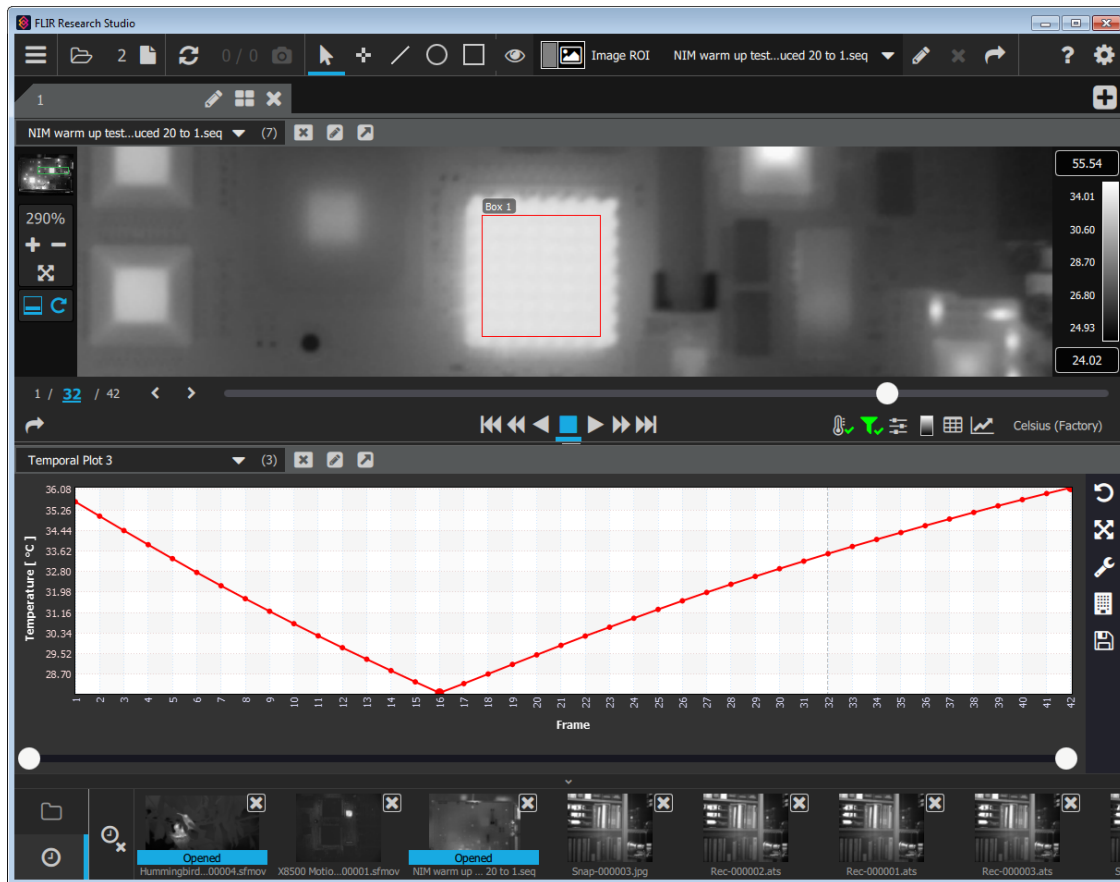 FLIR Research Studio
2
0 / 0
Image ROI
NIM warm up test...uced 20 to 1.seq
?
1
NIM warm up test...uced 20 to 1.seq
(7)
290%
Box 1
55.54
34.01
30.60
28.70
26.80
24.93
24.02
1 / 32 / 42
Celsius (Factory)
Temporal Plot 3
(3)
Temperature [ °C ]
36.08
35.26
34.44
33.62
32.80
31.98
31.16
30.34
29.52
28.70
1 2 3 4 5 6 7 8 9 10 11 12 13 14 15 16 17 18 19 20 21 22 23 24 25 26 27 28 29 30 31 32 33 34 35 36 37 38 39 40 41 42
Frame
Opened
Opened
Hummingbird...00004.sfmov
X8500 Motio...00001.sfmov
NIM warm up ... 20 to 1.seq
Snap-000003.jpg
Rec-000002.ats
Rec-000001.ats
Rec-000003.ats